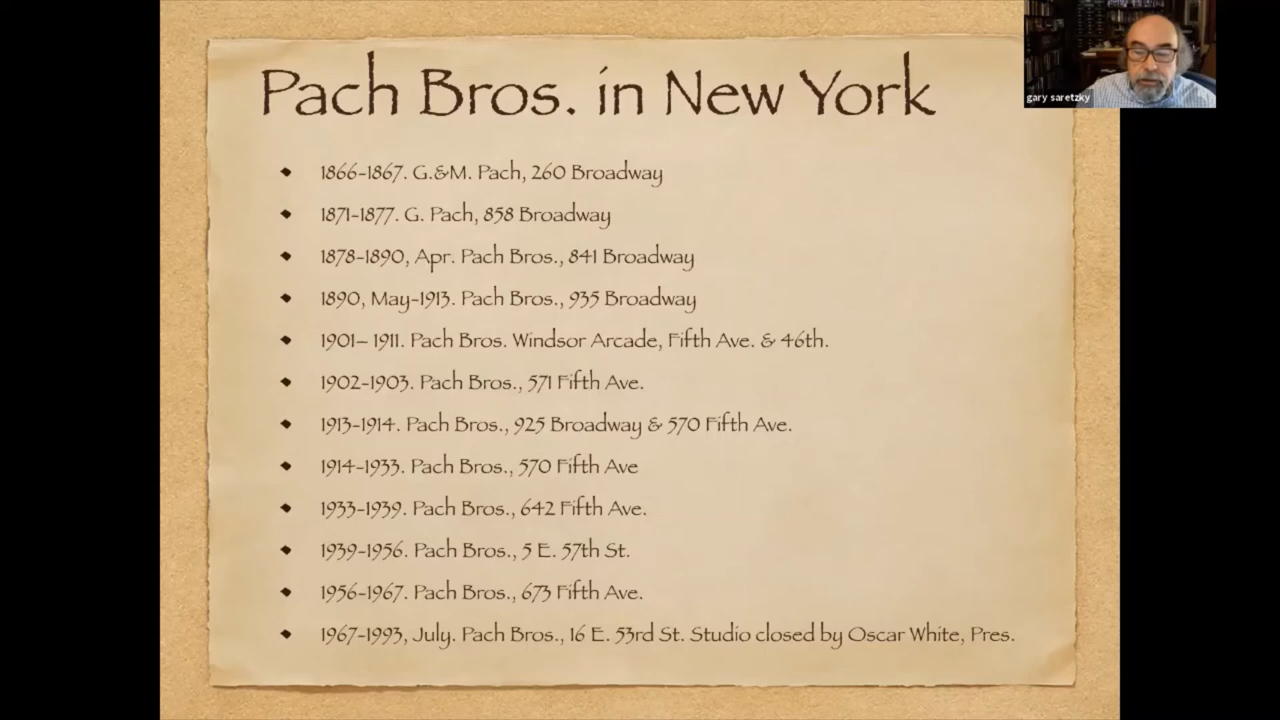 Pach Bros. in New York
gary saretzky
1866-1867. G.&M. Pach, 260 Broadway
1871-1877. G. Pach, 858 Broadway
1878-1890, Apr. Pach Bros., 841 Broadway
1890, May-1913. Pach Bros., 935 Broadway
1901– 1911. Pach Bros. Windsor Arcade, Fifth Ave. & 46th.
1902-1903. Pach Bros., 571 Fifth Ave.
1913-1914. Pach Bros., 925 Broadway & 570 Fifth Ave.
1914-1933. Pach Bros., 570 Fifth Ave
1933-1939. Pach Bros., 642 Fifth Ave.
1939-1956. Pach Bros., 5 E. 57th St.
1956-1967. Pach Bros., 673 Fifth Ave.
1967-1993, July. Pach Bros., 16 E. 53rd St. Studio closed by Oscar White, Pres.